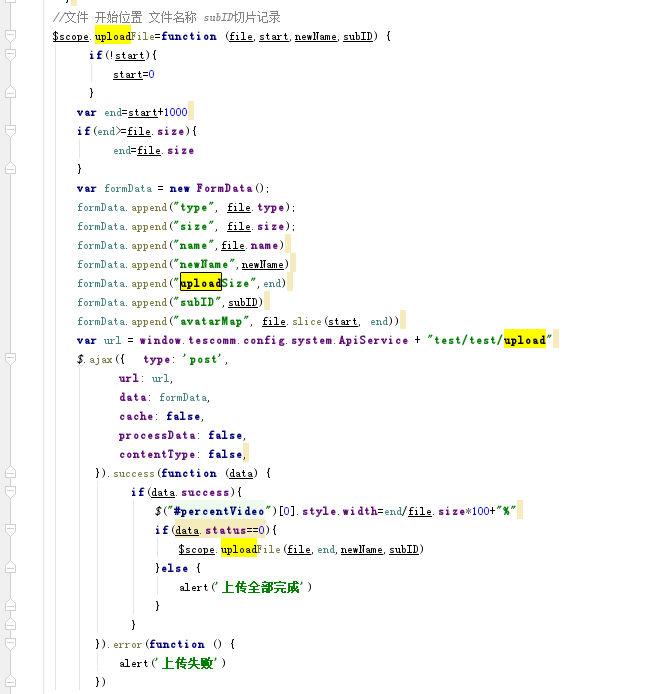 }
//文件 开始位置 文件名称 subID切片记录
$scope.uploadFile=function (file,start,newName,subID) {
if(!start){
start=0
}
var end=start+1000
if(end>=file.size){
end=file.size
}
var formData = new FormData();
formData.append("type", file.type);
formData.append("size", file.size);
formData.append("name",file.name)
formData.append("newName",newName)
formData.append("uploadSize",end)
formData.append("subID",subID)
formData.append("avatarMap", file.slice(start, end))
var url = window.tescomm.config.system.ApiService + "test/test/upload"
$.ajax({ type: 'post',
url: url,
data: formData,
cache: false,
processData: false,
contentType: false,
}).success(function (data) {
if(data.success){
$("#percentVideo")[0].style.width=end/file.size*100+"%"
if(data.status==0){
$scope.uploadFile(file,end,newName,subID)
}else {
alert('上传全部完成')
}
}
}).error(function () {
alert('上传失败')
})